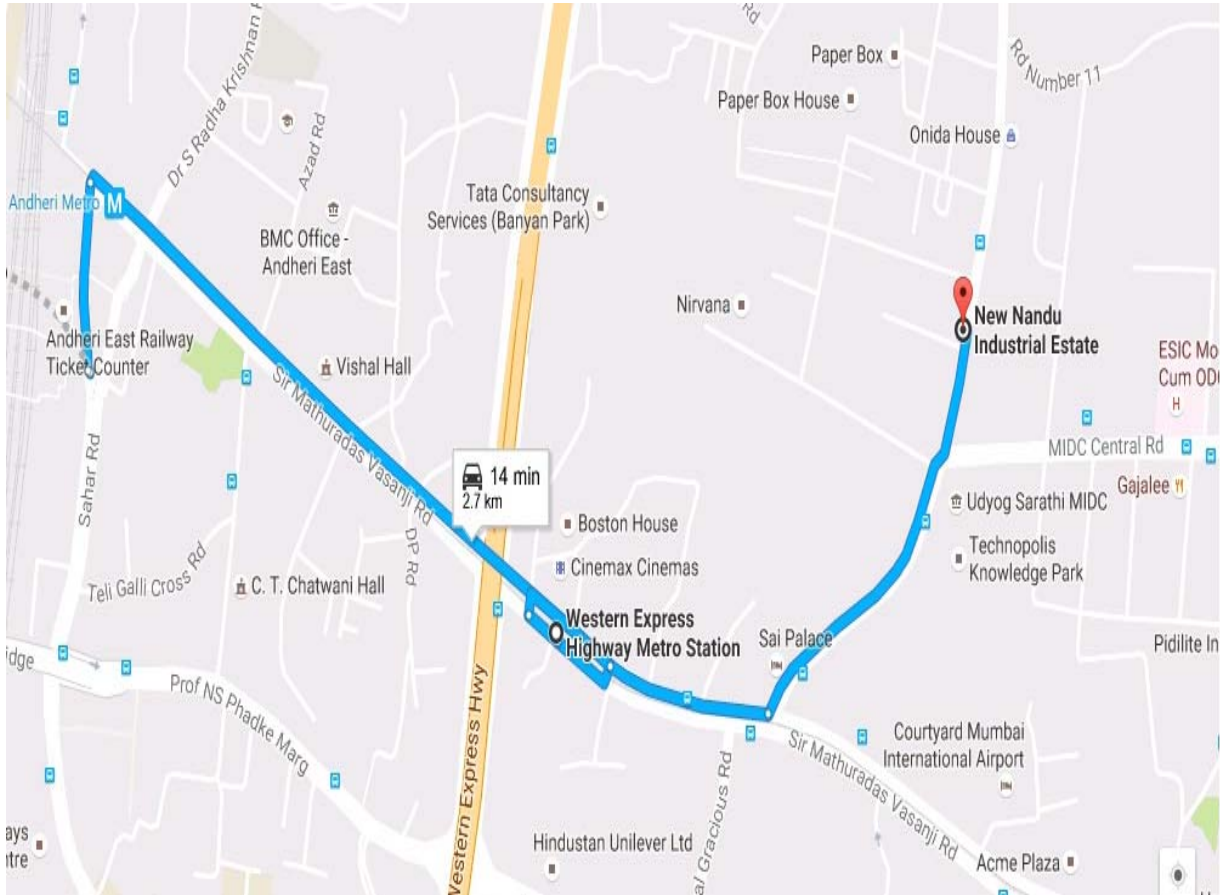 Rd
Paper Box
Rd Number 11
Paper Box House
Onida House
Dr S Radha Krishnan R
Azad Rd
Andheri Metro M
Tata Consultancy
Services (Banyan Park)
BMC Office -
Andheri East
Nirvana
New Nandu
Industrial Estate
Andheri East Railway
Ticket Counter
Vishal Hall
ESIC Mo
Cum OD
H
Sir Mathuradas Vasanji Rd
Sahar Rd
MIDC Central Rd
14 min
2.7 km
Gajalee
Udyog Sarathi MIDC
Boston House
DP Rd
Technopolis
Knowledge Park
Teli Galli Cross Rd
C. T. Chatwani Hall
Cinemax Cinemas
Western Express
Highway Metro Station
Sai Palace
Pidilite In
idge
Prof NS Phadke Marg
Courtyard Mumbai
International Airport
Sir Mathuradas Vasanji Rd
Western Express Hwy
al Gracious Rd
Hindustan Unilever Ltd
ays
ntre
Acme Plaza